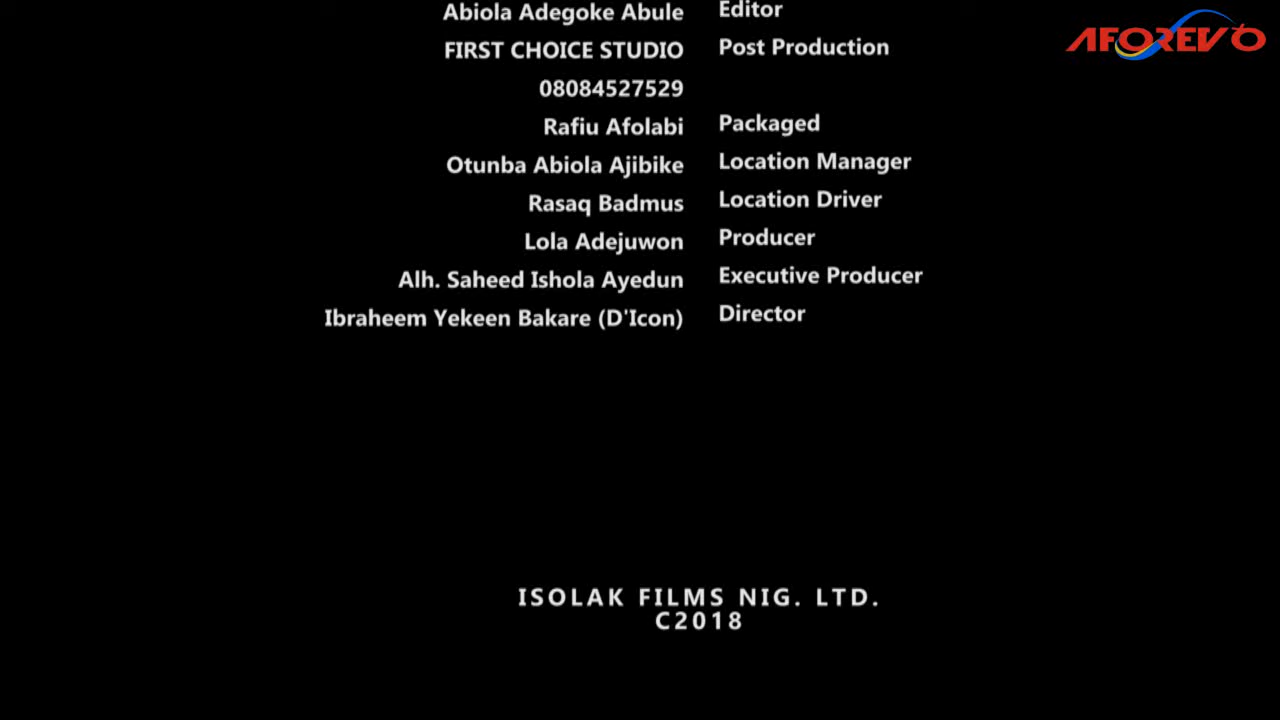 AFOREVO
Abiola Adegoke Abule Editor
FIRST CHOICE STUDIO Post Production
08084527529
Rafiu Afolabi Packaged
Otunba Abiola Ajibike Location Manager
Rasaq Badmus Location Driver
Lola Adejuwon Producer
Alh. Saheed Ishola Ayedun Executive Producer
Ibraheem Yekeen Bakare (D'Icon) Director
ISOLAK FILMS NIG. LTD.
C2018